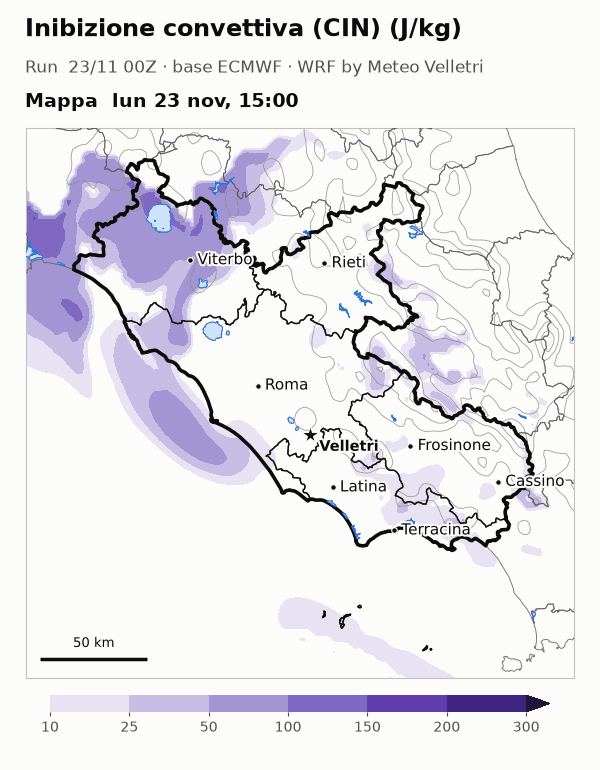 Inibizione convettiva (CIN) (J/kg)
Run  23/11 00Z · base ECMWF · WRF by Meteo Velletri
Mappa  lun 23 nov, 15:00
Viterbo
Rieti
Roma
Velletri
Frosinone
Latina
Cassino
Terracina
50 km
10 25 50 100 150 200 300